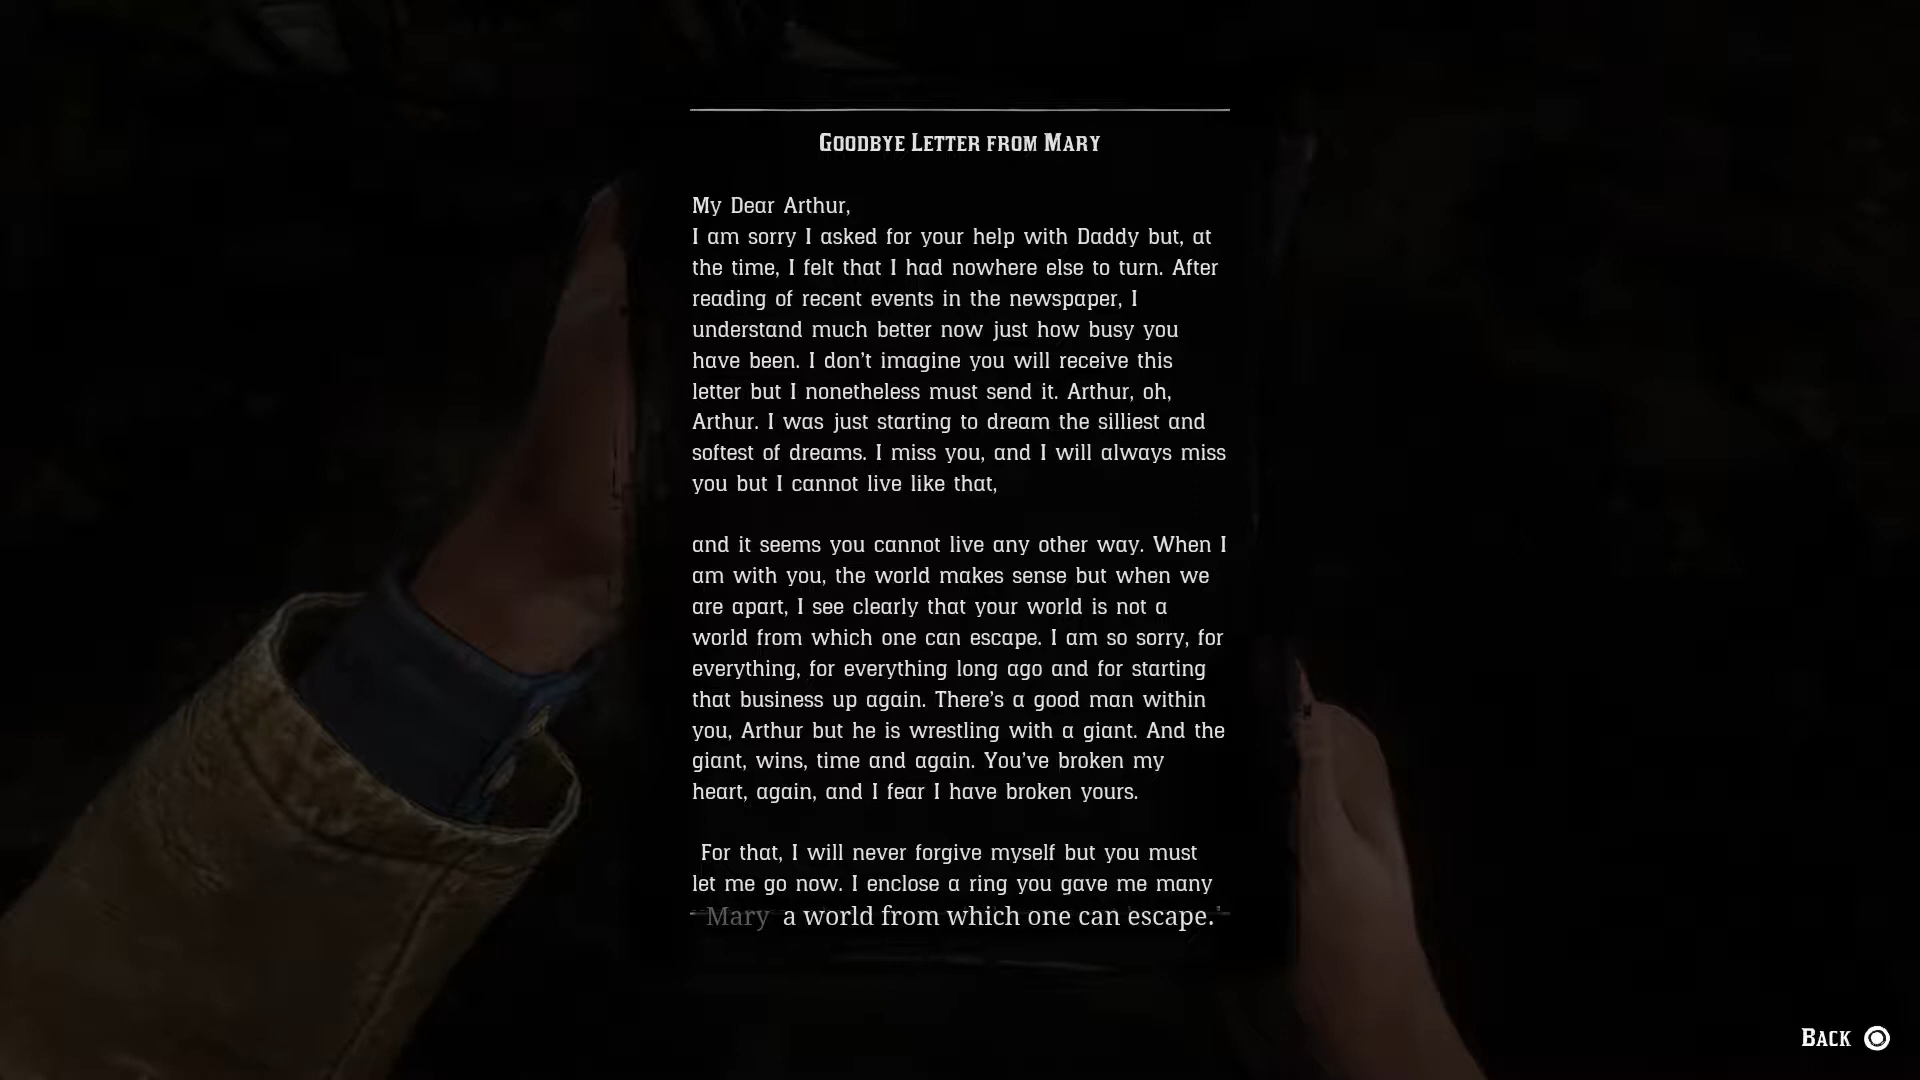 Goodbye Letter from Mary
My Dear Arthur,
I am sorry I asked for your help with Daddy but, at
the time, I felt that I had nowhere else to turn. After
reading of recent events in the newspaper, I
understand much better now just how busy you
have been. I don't imagine you will receive this
letter but I nonetheless must send it. Arthur, oh,
Arthur. I was just starting to dream the silliest and
softest of dreams. I miss you, and I will always miss
you but I cannot live like that,
and it seems you cannot live any other way. When I
am with you, the world makes sense but when we
are apart, I see clearly that your world is not a
world from which one can escape. I am so sorry, for
everything, for everything long ago and for starting
that business up again. There's a good man within
you, Arthur but he is wrestling with a giant. And the
giant, wins, time and again. You've broken my
heart, again, and I fear I have broken yours.
For that, I will never forgive myself but you must
let me go now. I enclose a ring you gave me many
Mary a world from which one can escape.
Back